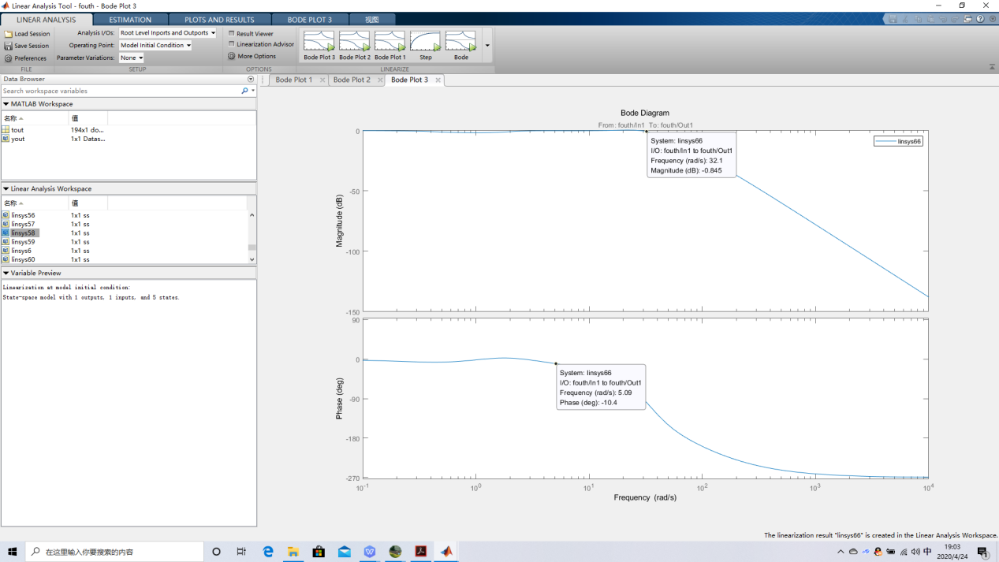 Linear Analysis Tool - fouth - Bode Plot 3
LINEAR ANALYSIS ESTIMATION PLOTS AND RESULTS BODE PLOT 3 视图
Load Session
Save Session
Preferences
FILE
Analysis I/Os: Root Level Inports and Outports
Operating Point: Model Initial Condition
Parameter Variations: None
SETUP
Result Viewer
Linearization Advisor
More Options
OPTIONS
Bode Plot 3 Bode Plot 2 Bode Plot 1 Step Bode
LINEARIZE
Data Browser
Search workspace variables
MATLAB Workspace
名称 值
tout 194x1 do...
yout 1x1 Datas...
Linear Analysis Workspace
名称 值
linsys56 1x1 ss
linsys57 1x1 ss
linsys58 1x1 ss
linsys59 1x1 ss
linsys6 1x1 ss
linsys60 1x1 ss
Variable Preview
Linearization at model initial condition:
State-space model with 1 outputs, 1 inputs, and 5 states.
Bode Plot 1 Bode Plot 2 Bode Plot 3
Bode Diagram
From: fouth/In1 To: fouth/Out1
linsys66
System: linsys66
I/O: fouth/In1 to fouth/Out1
Frequency (rad/s): 32.1
Magnitude (dB): -0.845
Magnitude (dB)
0
-50
-100
-150
System: linsys66
I/O: fouth/In1 to fouth/Out1
Frequency (rad/s): 5.09
Phase (deg): -10.4
Phase (deg)
90
0
-90
-180
-270
10^-1 10^0 10^1 10^2 10^3 10^4
Frequency (rad/s)
The linearization result "linsys66" is created in the Linear Analysis Workspace.
在这里输入你要搜索的内容
中
19:03
2020/4/24
1